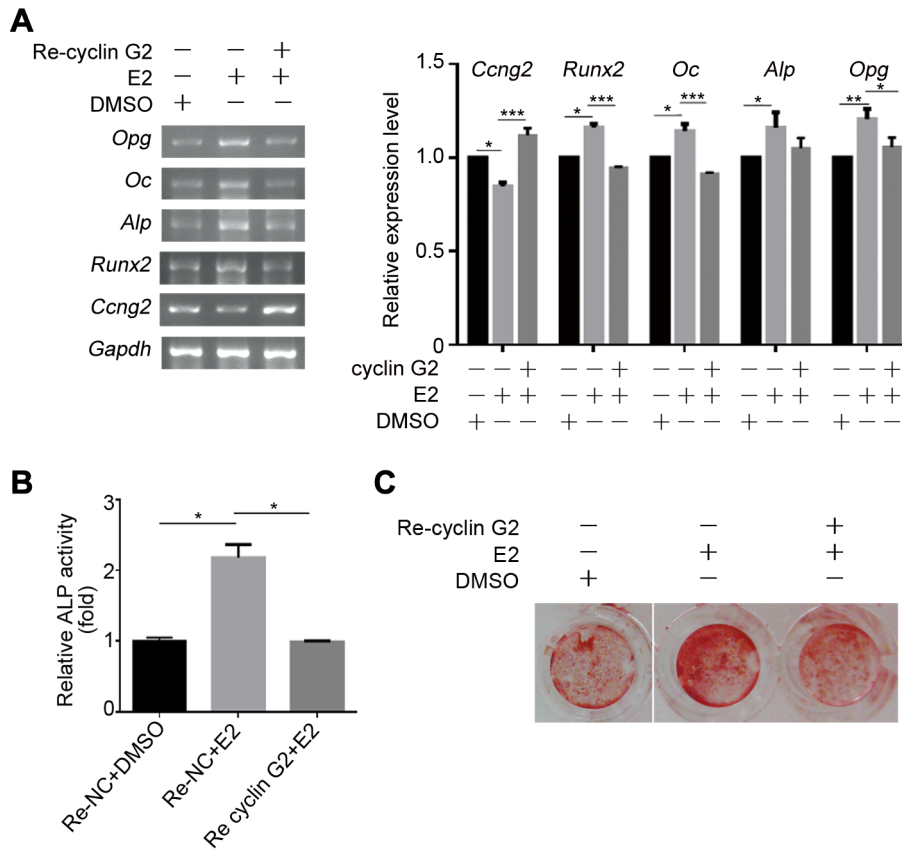 A
Re-cyclin G2 − − +
E2 − + +
DMSO + − −
Opg
Oc
Alp
Runx2
Ccng2
Gapdh
Relative expression level
1.5
1.0
0.5
0
Ccng2 Runx2 Oc Alp Opg
* *** * *** * *** * ** *
cyclin G2 − − + − − + − − + − − + − − +
E2 − + + − + + − + + − + + − + +
DMSO + − − + − − + − − + − − + − −
B
Relative ALP activity
(fold)
3
2
1
0
* *
Re-NC+DMSO
Re-NC+E2
Re cyclin G2+E2
C
Re-cyclin G2 − − +
E2 − + +
DMSO + − −